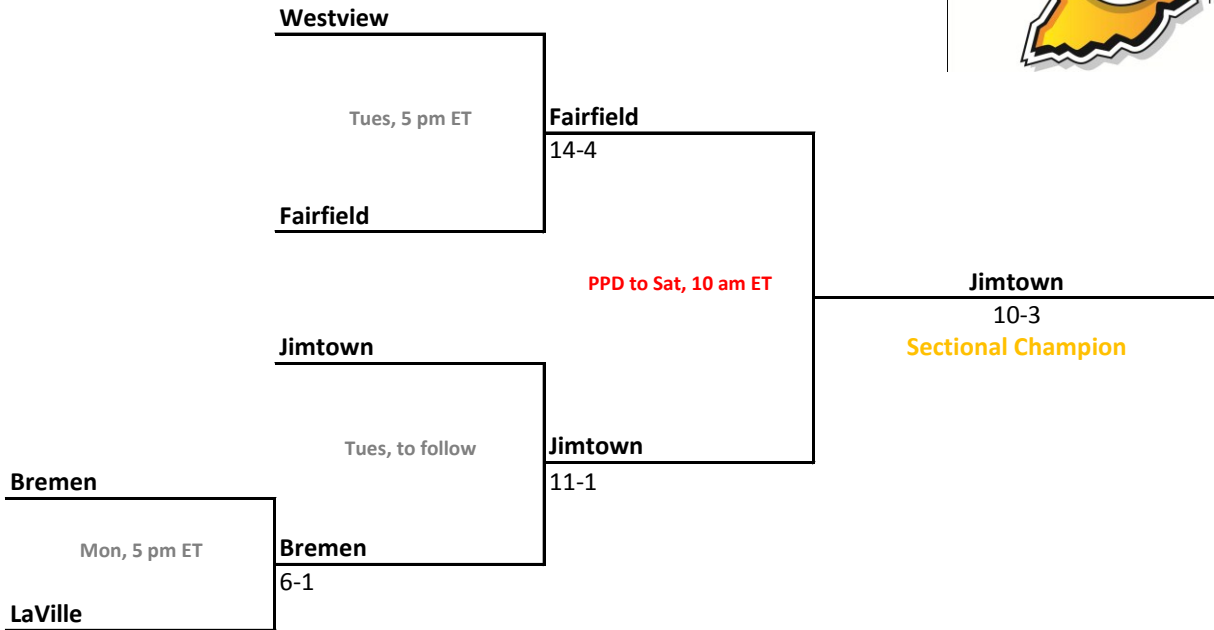 Westview
Tues, 5 pm ET
Fairfield
14-4
Fairfield
PPD to Sat, 10 am ET
Jimtown
10-3
Sectional Champion
Jimtown
Tues, to follow
Jimtown
11-1
Bremen
Mon, 5 pm ET
Bremen
6-1
LaVille